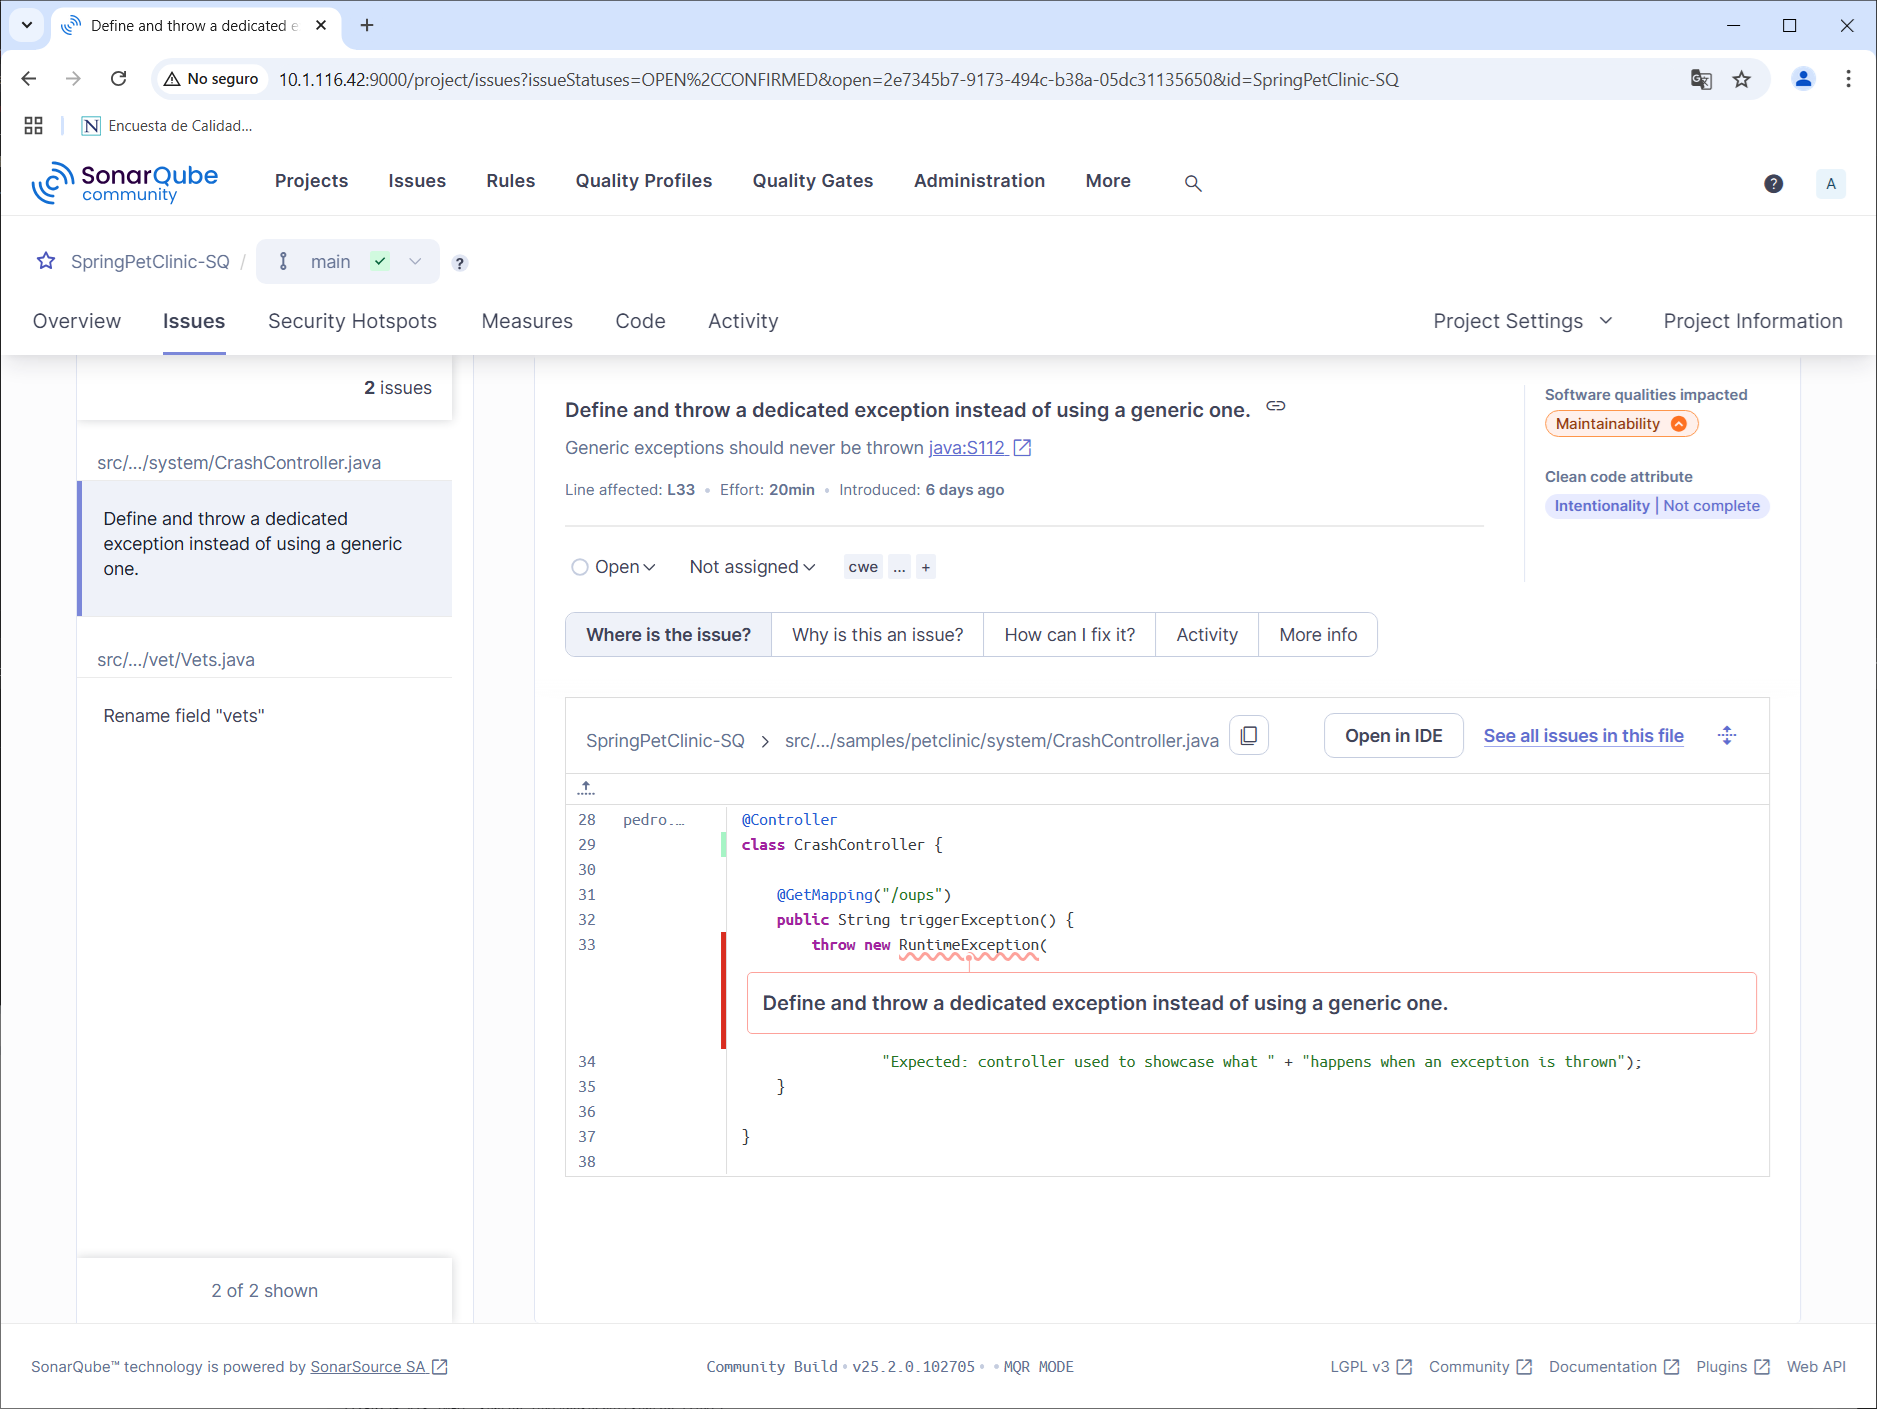 Define and throw a dedicated e
No seguro
10.1.116.42:9000/project/issues?issueStatuses=OPEN%2CCONFIRMED&open=2e7345b7-9173-494c-b38a-05dc31135650&id=SpringPetClinic-SQ
Encuesta de Calidad...
SonarQube community
Projects Issues Rules Quality Profiles Quality Gates Administration More
? A
SpringPetClinic-SQ / main ?
Overview Issues Security Hotspots Measures Code Activity Project Settings Project Information
2 issues
src/.../system/CrashController.java
Define and throw a dedicated
exception instead of using a generic
one.
src/.../vet/Vets.java
Rename field "vets"
2 of 2 shown
Define and throw a dedicated exception instead of using a generic one.
Generic exceptions should never be thrown java:S112
Line affected: L33 • Effort: 20min • Introduced: 6 days ago
Software qualities impacted
Maintainability
Clean code attribute
Intentionality | Not complete
Open Not assigned cwe ... +
Where is the issue? Why is this an issue? How can I fix it? Activity More info
SpringPetClinic-SQ > src/.../samples/petclinic/system/CrashController.java Open in IDE See all issues in this file
28 pedro.… @Controller
29 class CrashController {
30
31 @GetMapping("/oups")
32 public String triggerException() {
33 throw new RuntimeException(
Define and throw a dedicated exception instead of using a generic one.
34 "Expected: controller used to showcase what " + "happens when an exception is thrown");
35 }
36
37 }
38
SonarQube™ technology is powered by SonarSource SA Community Build • v25.2.0.102705 • • MQR MODE LGPL v3 Community Documentation Plugins Web API